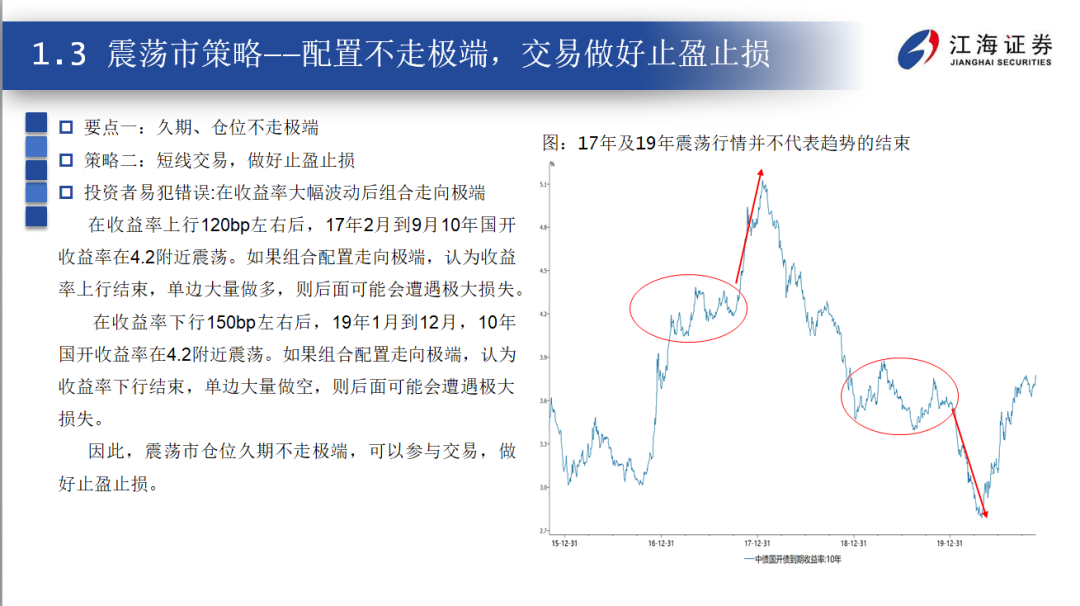 1.3 震荡市策略——配置不走极端，交易做好止盈止损
江海证券
JIANGHAI SECURITIES
要点一：久期、仓位不走极端
策略二：短线交易，做好止盈止损
投资者易犯错误:在收益率大幅波动后组合走向极端
在收益率上行120bp左右后，17年2月到9月10年国开
收益率在4.2附近震荡。如果组合配置走向极端，认为收益
率上行结束，单边大量做多，则后面可能会遭遇极大损失。
在收益率下行150bp左右后，19年1月到12月，10年
国开收益率在4.2附近震荡。如果组合配置走向极端，认为
收益率下行结束，单边大量做空，则后面可能会遭遇极大
损失。
因此，震荡市仓位久期不走极端，可以参与交易，做
好止盈止损。
图：17年及19年震荡行情并不代表趋势的结束
%
5.1
4.8
4.5
4.2
3.9
3.6
3.3
3.0
2.7
15-12-31 16-12-31 17-12-31 18-12-31 19-12-31
中债国开债到期收益率:10年